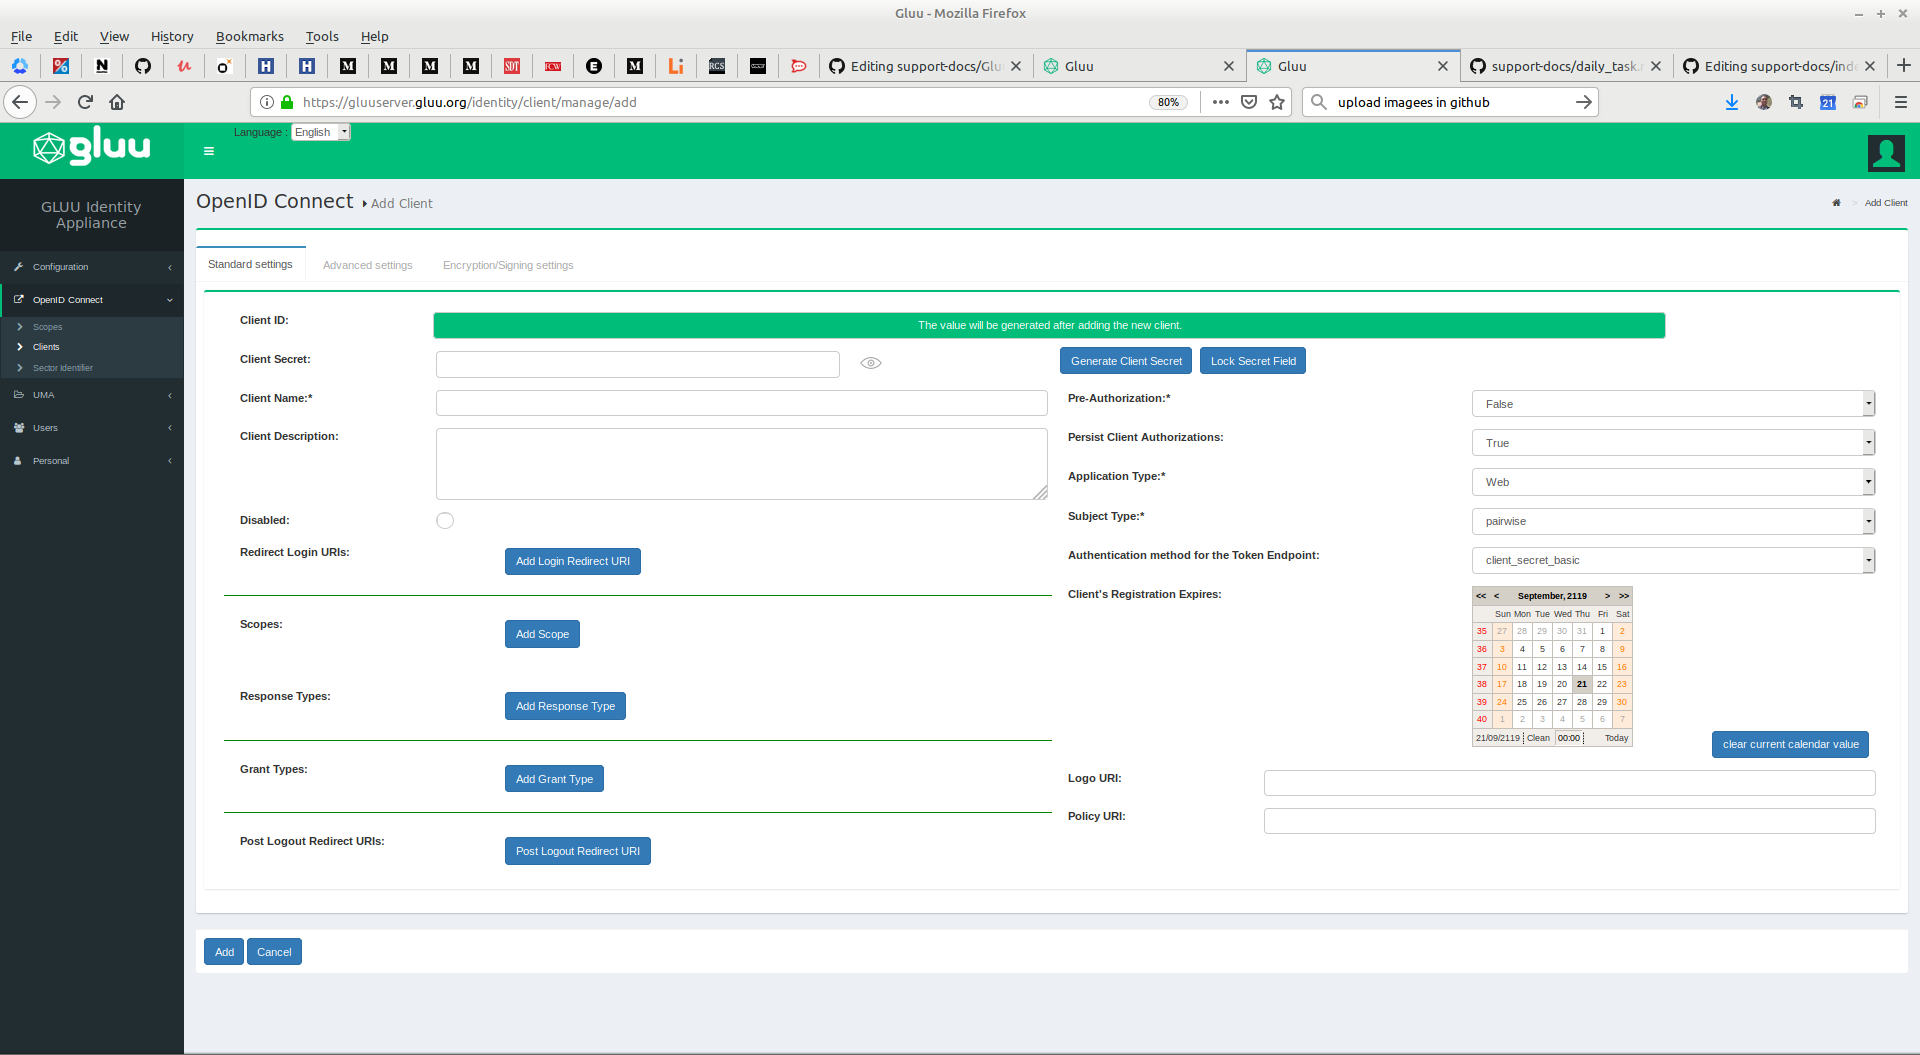 Gluu - Mozilla Firefox
File Edit View History Bookmarks Tools Help
Editing support-docs/Glu
Gluu
Gluu
support-docs/daily_task.
Editing support-docs/inde
https://gluuserver.gluu.org/identity/client/manage/add
80%
upload imagees in github
21
gluu
Language : English
GLUU Identity
Appliance
OpenID Connect Add Client
> Add Client
Configuration
OpenID Connect
Scopes
Clients
Sector Identifier
UMA
Users
Personal
Standard settings Advanced settings Encryption/Signing settings
Client ID: The value will be generated after adding the new client.
Client Secret: Generate Client Secret Lock Secret Field
Client Name:*
Client Description:
Disabled:
Redirect Login URIs: Add Login Redirect URI
Scopes: Add Scope
Response Types: Add Response Type
Grant Types: Add Grant Type
Post Logout Redirect URIs: Post Logout Redirect URI
Pre-Authorization:* False
Persist Client Authorizations: True
Application Type:* Web
Subject Type:* pairwise
Authentication method for the Token Endpoint: client_secret_basic
Client's Registration Expires:
<< < September, 2119 > >>
Sun Mon Tue Wed Thu Fri Sat
35 27 28 29 30 31 1 2
36 3 4 5 6 7 8 9
37 10 11 12 13 14 15 16
38 17 18 19 20 21 22 23
39 24 25 26 27 28 29 30
40 1 2 3 4 5 6 7
21/09/2119 Clean 00:00 Today
clear current calendar value
Logo URI:
Policy URI:
Add Cancel